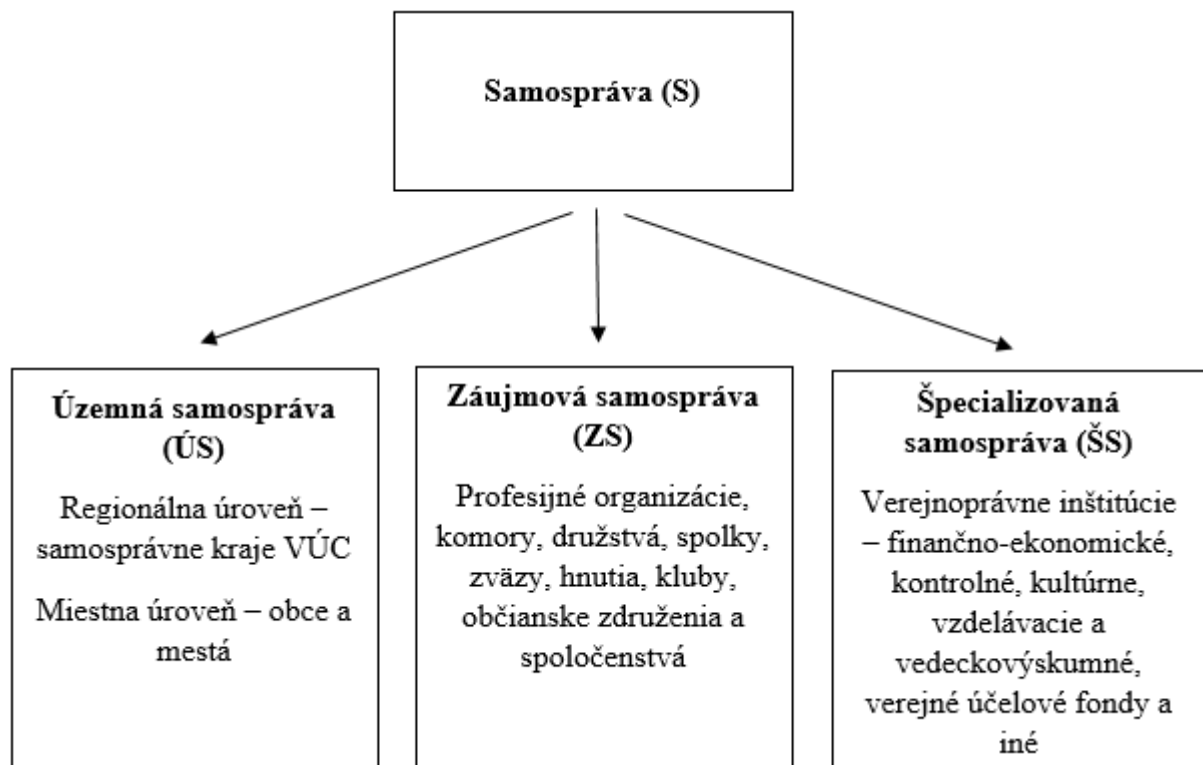 Samospráva (S)
Územná samospráva
(ÚS)
Regionálna úroveň –
samosprávne kraje VÚC
Miestna úroveň – obce a
mestá
Záujmová samospráva
(ZS)
Profesijné organizácie,
komory, družstvá, spolky,
zväzy, hnutia, kluby,
občianske združenia a
spoločenstvá
Špecializovaná
samospráva (ŠS)
Verejnoprávne inštitúcie
– finančno-ekonomické,
kontrolné, kultúrne,
vzdelávacie a
vedeckovýskumné,
verejné účelové fondy a
iné